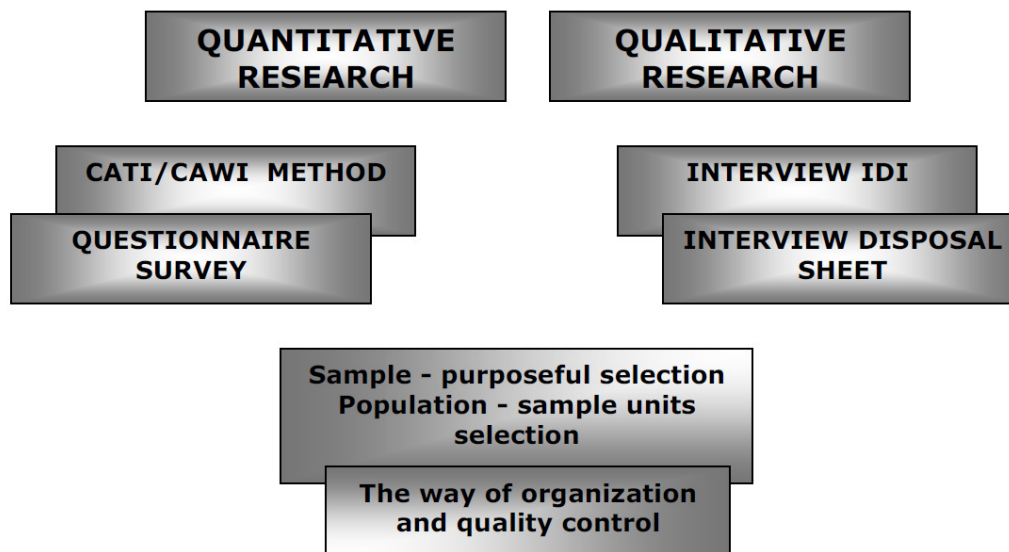 QUANTITATIVE
RESEARCH
QUALITATIVE
RESEARCH
CATI/CAWI METHOD
QUESTIONNAIRE
SURVEY
INTERVIEW IDI
INTERVIEW DISPOSAL
SHEET
Sample - purposeful selection
Population - sample units
selection
The way of organization
and quality control